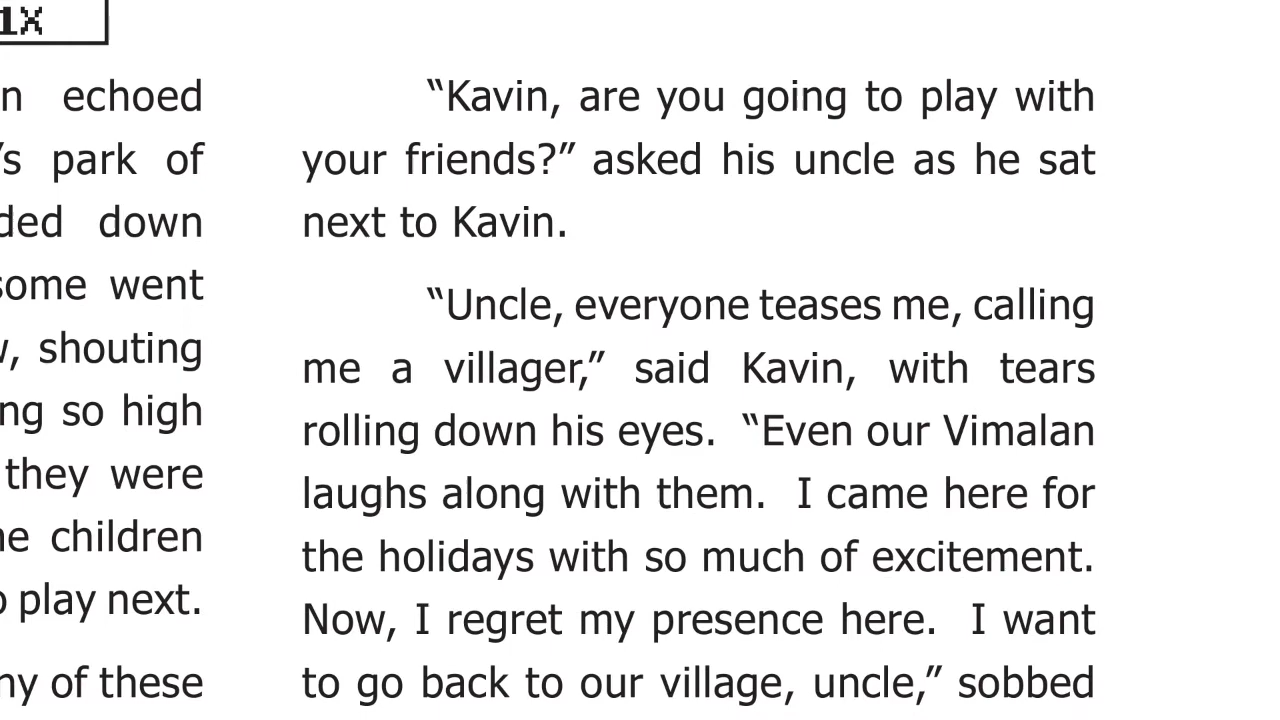 1X
echoed
park of
down
some went
shouting
so high
they were
children
play next.
of these
“Kavin, are you going to play with
your friends?” asked his uncle as he sat
next to Kavin.
“Uncle, everyone teases me, calling
me a villager,” said Kavin, with tears
rolling down his eyes. “Even our Vimalan
laughs along with them. I came here for
the holidays with so much of excitement.
Now, I regret my presence here. I want
to go back to our village, uncle,” sobbed